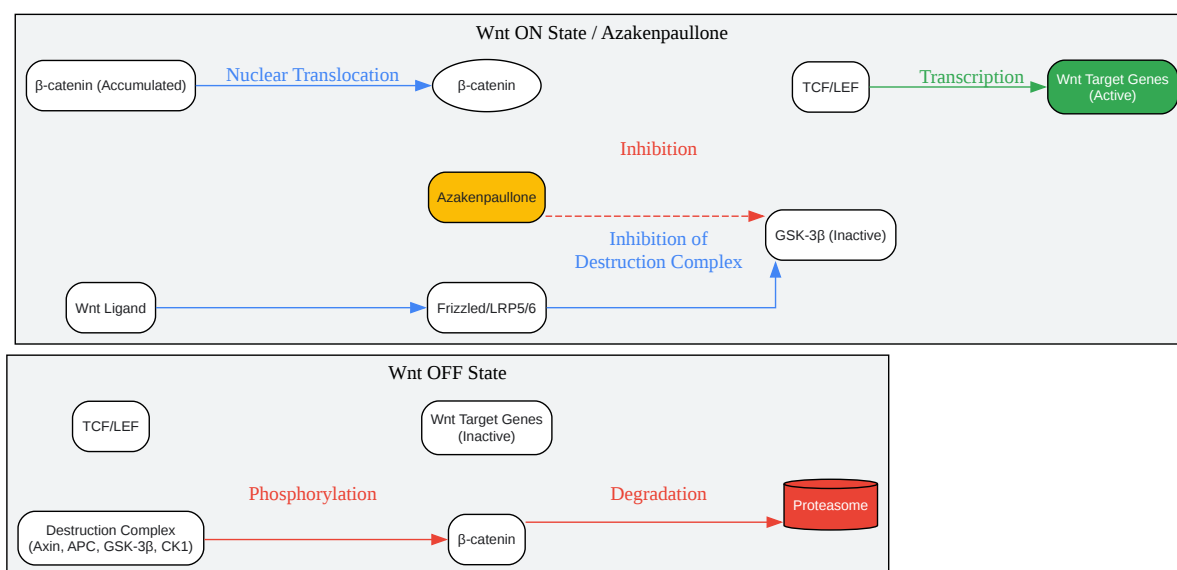 Wnt ON State / Azakenpaullone
β-catenin (Accumulated)
Nuclear Translocation
β-catenin
TCF/LEF
Transcription
Wnt Target Genes
(Active)
Inhibition
Azakenpaullone
GSK-3β (Inactive)
Inhibition of
Destruction Complex
Wnt Ligand
Frizzled/LRP5/6
Wnt OFF State
TCF/LEF
Wnt Target Genes
(Inactive)
Phosphorylation
Degradation
Proteasome
Destruction Complex
(Axin, APC, GSK-3β, CK1)
β-catenin